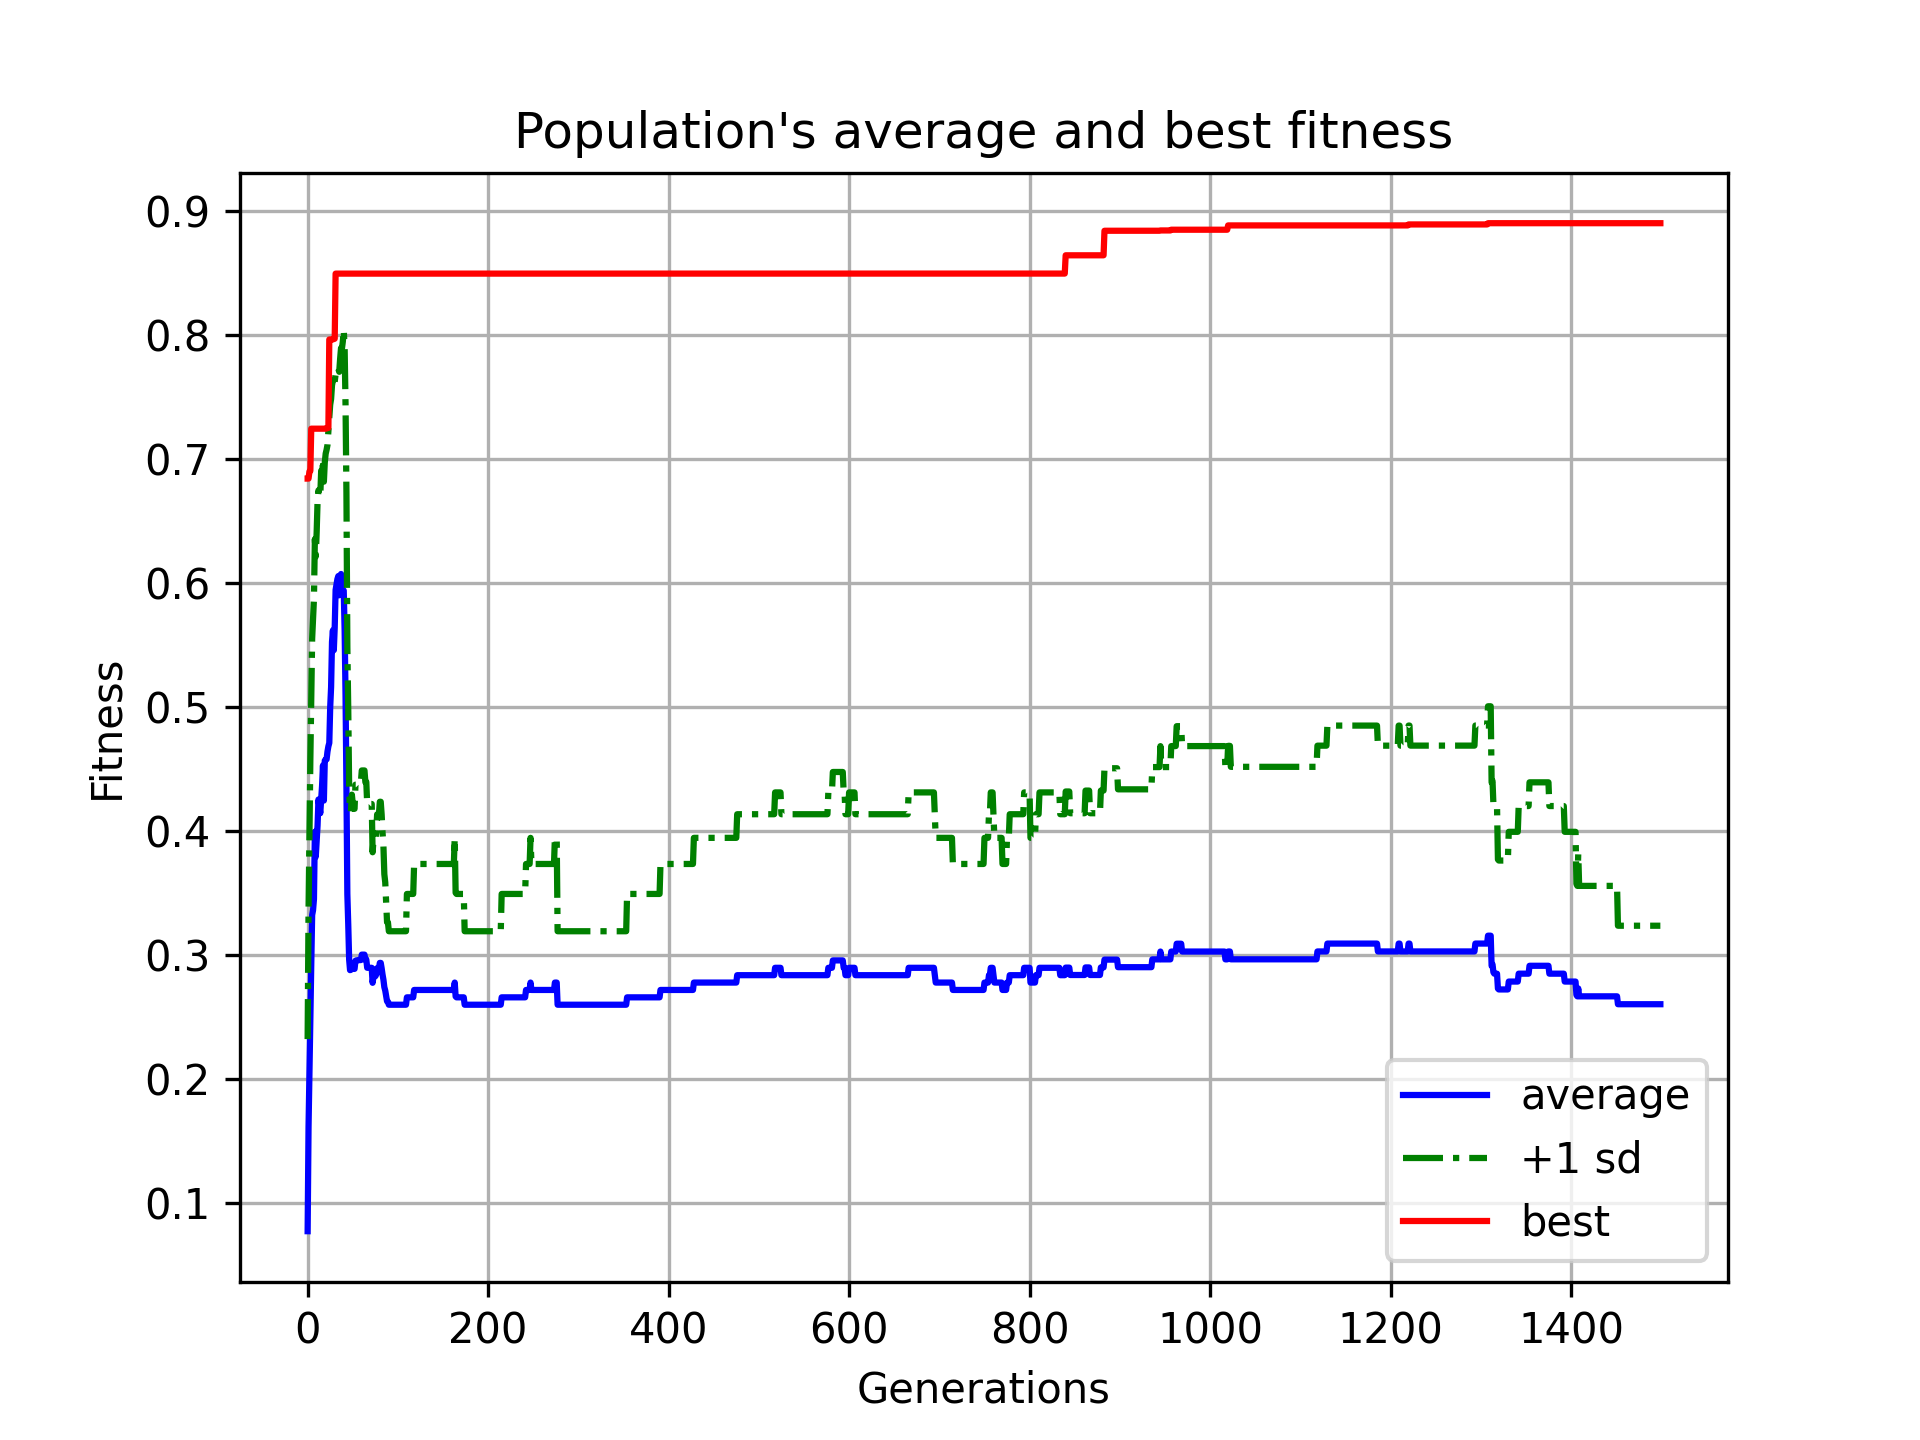 Population's average and best fitness
0.9
0.8
0.7
0.6
0.5
0.4
0.3
0.2
0.1
Fitness
0 200 400 600 800 1000 1200 1400
Generations
average
+1 sd
best